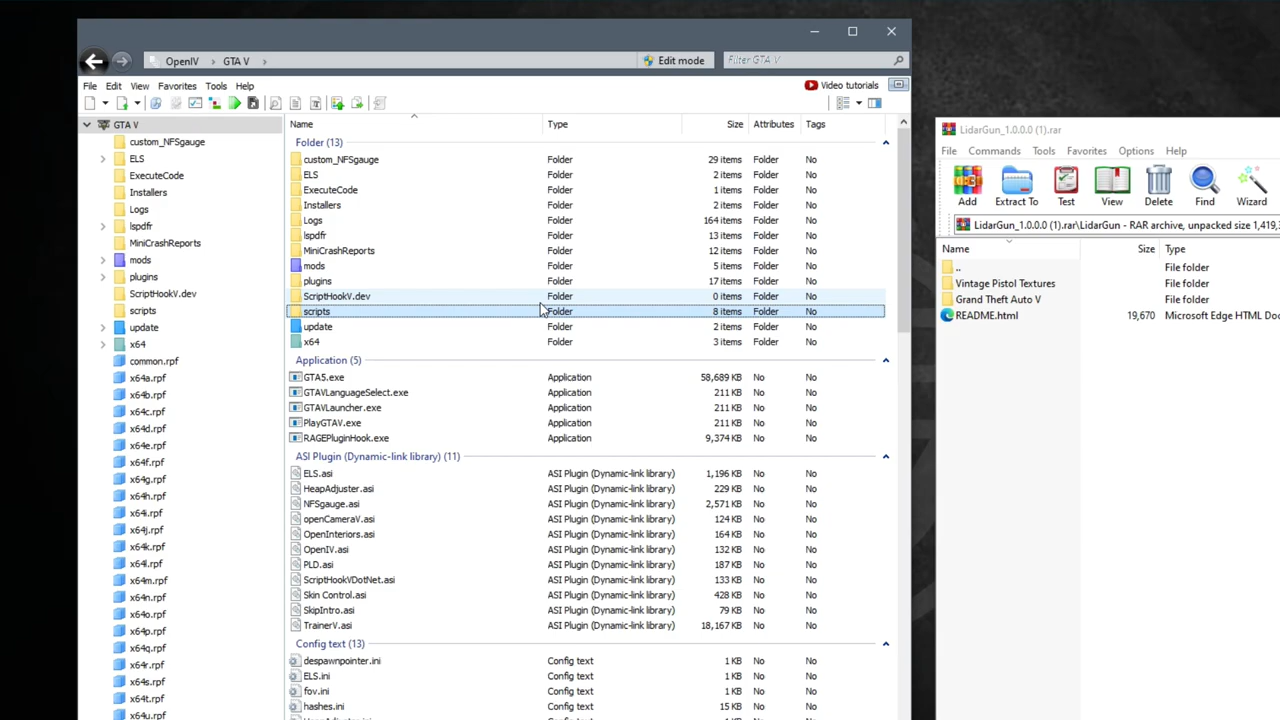 OpenIV GTA V Edit mode Filter GTA V
File Edit View Favorites Tools Help Video tutorials
GTA V
custom_NFSgauge
ELS
ExecuteCode
Installers
Logs
lspdfr
MiniCrashReports
mods
plugins
ScriptHookV.dev
scripts
update
x64
common.rpf
x64a.rpf
x64b.rpf
x64c.rpf
x64d.rpf
x64e.rpf
x64f.rpf
x64g.rpf
x64h.rpf
x64i.rpf
x64j.rpf
x64k.rpf
x64l.rpf
x64m.rpf
x64n.rpf
x64o.rpf
x64p.rpf
x64q.rpf
x64r.rpf
x64s.rpf
x64t.rpf
x64u.rpf
Name Type Size Attributes Tags
Folder (13)
custom_NFSgauge Folder 29 items Folder No
ELS Folder 2 items Folder No
ExecuteCode Folder 1 items Folder No
Installers Folder 2 items Folder No
Logs Folder 164 items Folder No
lspdfr Folder 13 items Folder No
MiniCrashReports Folder 12 items Folder No
mods Folder 5 items Folder No
plugins Folder 17 items Folder No
ScriptHookV.dev Folder 0 items Folder No
scripts Folder 8 items Folder No
update Folder 2 items Folder No
x64 Folder 3 items Folder No
Application (5)
GTA5.exe Application 58,689 KB No No
GTAVLanguageSelect.exe Application 211 KB No No
GTAVLauncher.exe Application 211 KB No No
PlayGTAV.exe Application 211 KB No No
RAGEPluginHook.exe Application 9,374 KB No No
ASI Plugin (Dynamic-link library) (11)
ELS.asi ASI Plugin (Dynamic-link library) 1,196 KB No No
HeapAdjuster.asi ASI Plugin (Dynamic-link library) 229 KB No No
NFSgauge.asi ASI Plugin (Dynamic-link library) 2,571 KB No No
openCameraV.asi ASI Plugin (Dynamic-link library) 124 KB No No
OpenInteriors.asi ASI Plugin (Dynamic-link library) 164 KB No No
OpenIV.asi ASI Plugin (Dynamic-link library) 132 KB No No
PLD.asi ASI Plugin (Dynamic-link library) 187 KB No No
ScriptHookVDotNet.asi ASI Plugin (Dynamic-link library) 133 KB No No
Skin Control.asi ASI Plugin (Dynamic-link library) 428 KB No No
SkipIntro.asi ASI Plugin (Dynamic-link library) 79 KB No No
TrainerV.asi ASI Plugin (Dynamic-link library) 18,167 KB No No
Config text (13)
despawnpointer.ini Config text 1 KB No No
ELS.ini Config text 1 KB No No
fov.ini Config text 1 KB No No
hashes.ini Config text 15 KB No No
LidarGun_1.0.0.0 (1).rar
File Commands Tools Favorites Options Help
Add Extract To Test View Delete Find Wizard
LidarGun_1.0.0.0 (1).rar\LidarGun - RAR archive, unpacked size 1,419,3
Name Size Type
.. File folder
Vintage Pistol Textures File folder
Grand Theft Auto V File folder
README.html 19,670 Microsoft Edge HTML Doc